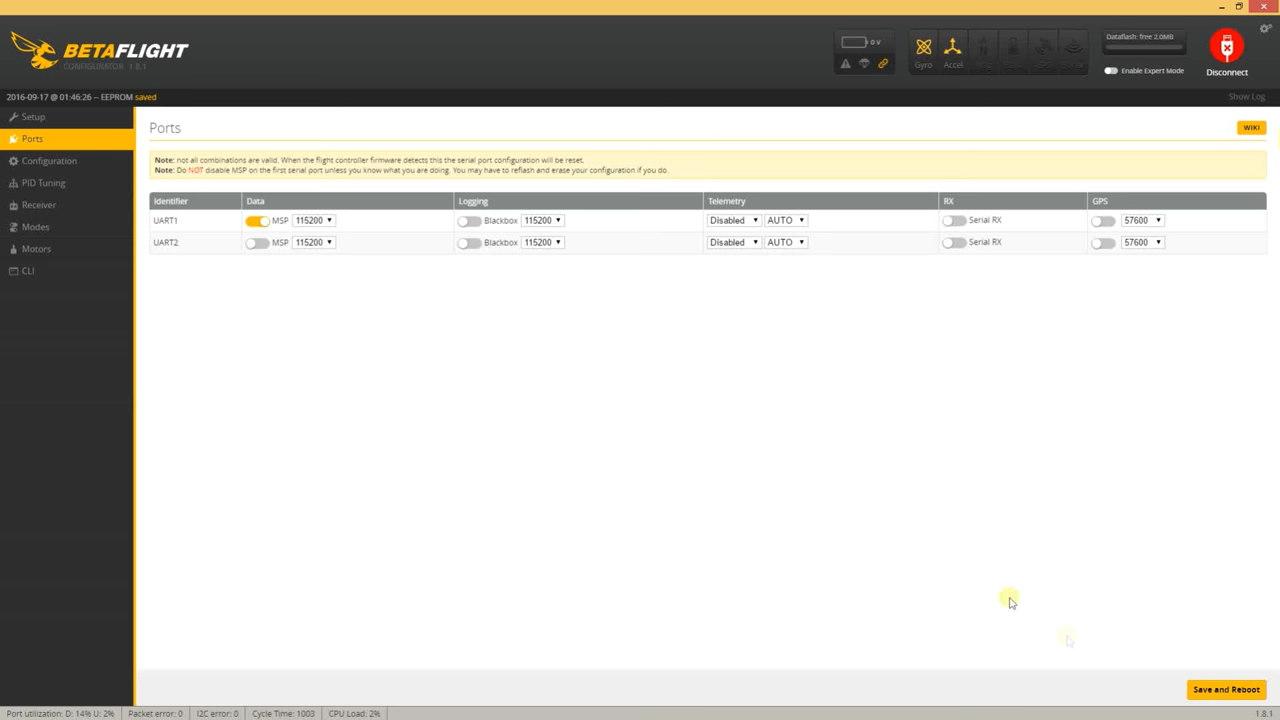 BETAFLIGHT
CONFIGURATOR 1.8.1
0 V
Gyro Accel
Dataflash: free 2.0MB
Enable Expert Mode
Disconnect
2016-09-17 @ 01:46:26 -- EEPROM saved
Show Log
Setup
Ports
Configuration
PID Tuning
Receiver
Modes
Motors
CLI
Ports
WIKI
Note: not all combinations are valid. When the flight controller firmware detects this the serial port configuration will be reset.
Note: Do NOT disable MSP on the first serial port unless you know what you are doing. You may have to reflash and erase your configuration if you do.
Identifier Data Logging Telemetry RX GPS
UART1 MSP 115200 Blackbox 115200 Disabled AUTO Serial RX 57600
UART2 MSP 115200 Blackbox 115200 Disabled AUTO Serial RX 57600
Save and Reboot
Port utilization: D: 14% U: 2% Packet error: 0 I2C error: 0 Cycle Time: 1003 CPU Load: 2% 1.8.1